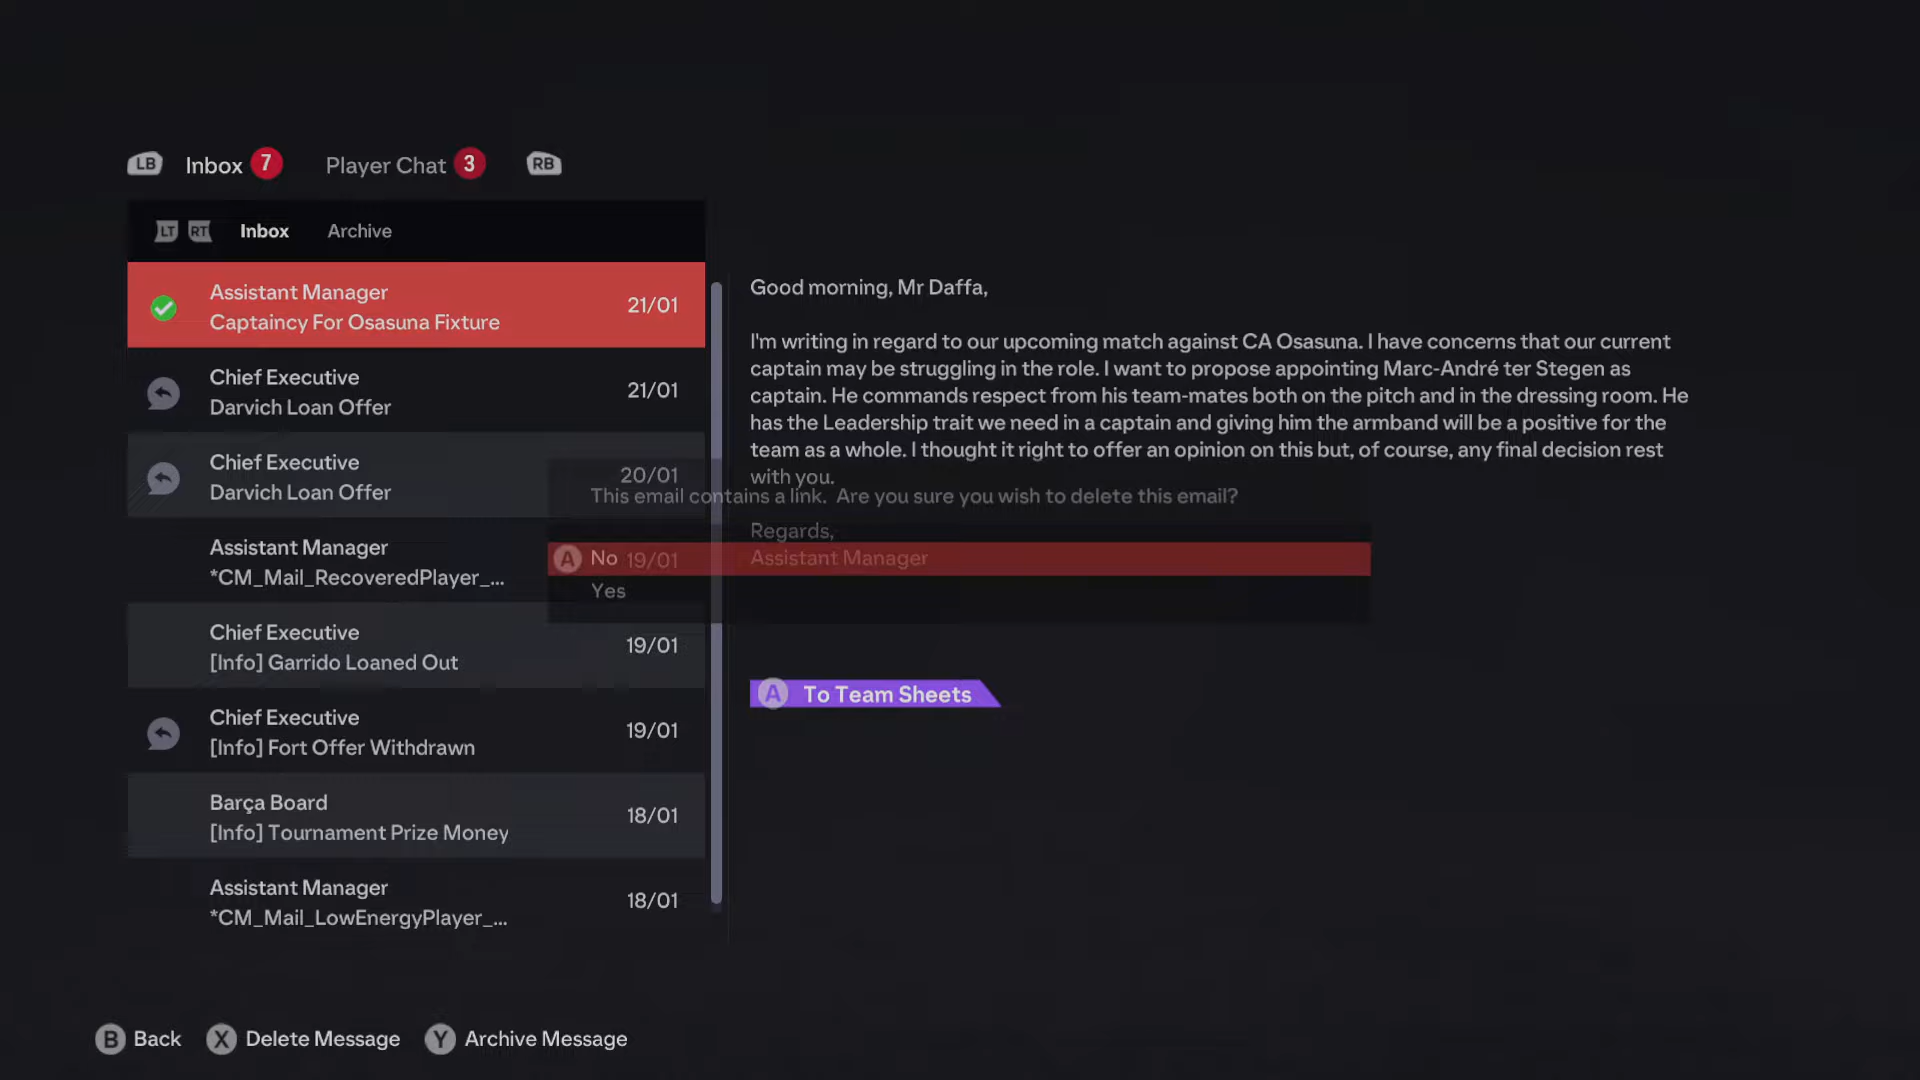 LB Inbox 7 Player Chat 3 RB
LT RT Inbox Archive
Assistant Manager
Captaincy For Osasuna Fixture
21/01
Chief Executive
Darvich Loan Offer
21/01
Chief Executive
Darvich Loan Offer
20/01
Assistant Manager
*CM_Mail_RecoveredPlayer_...
19/01
Chief Executive
[Info] Garrido Loaned Out
19/01
Chief Executive
[Info] Fort Offer Withdrawn
19/01
Barça Board
[Info] Tournament Prize Money
18/01
Assistant Manager
*CM_Mail_LowEnergyPlayer_...
18/01
Good morning, Mr Daffa,
I'm writing in regard to our upcoming match against CA Osasuna. I have concerns that our current
captain may be struggling in the role. I want to propose appointing Marc-André ter Stegen as
captain. He commands respect from his team-mates both on the pitch and in the dressing room. He
has the Leadership trait we need in a captain and giving him the armband will be a positive for the
team as a whole. I thought it right to offer an opinion on this but, of course, any final decision rest
with you.
Regards,
Assistant Manager
This email contains a link. Are you sure you wish to delete this email?
A No
Yes
A To Team Sheets
B Back X Delete Message Y Archive Message